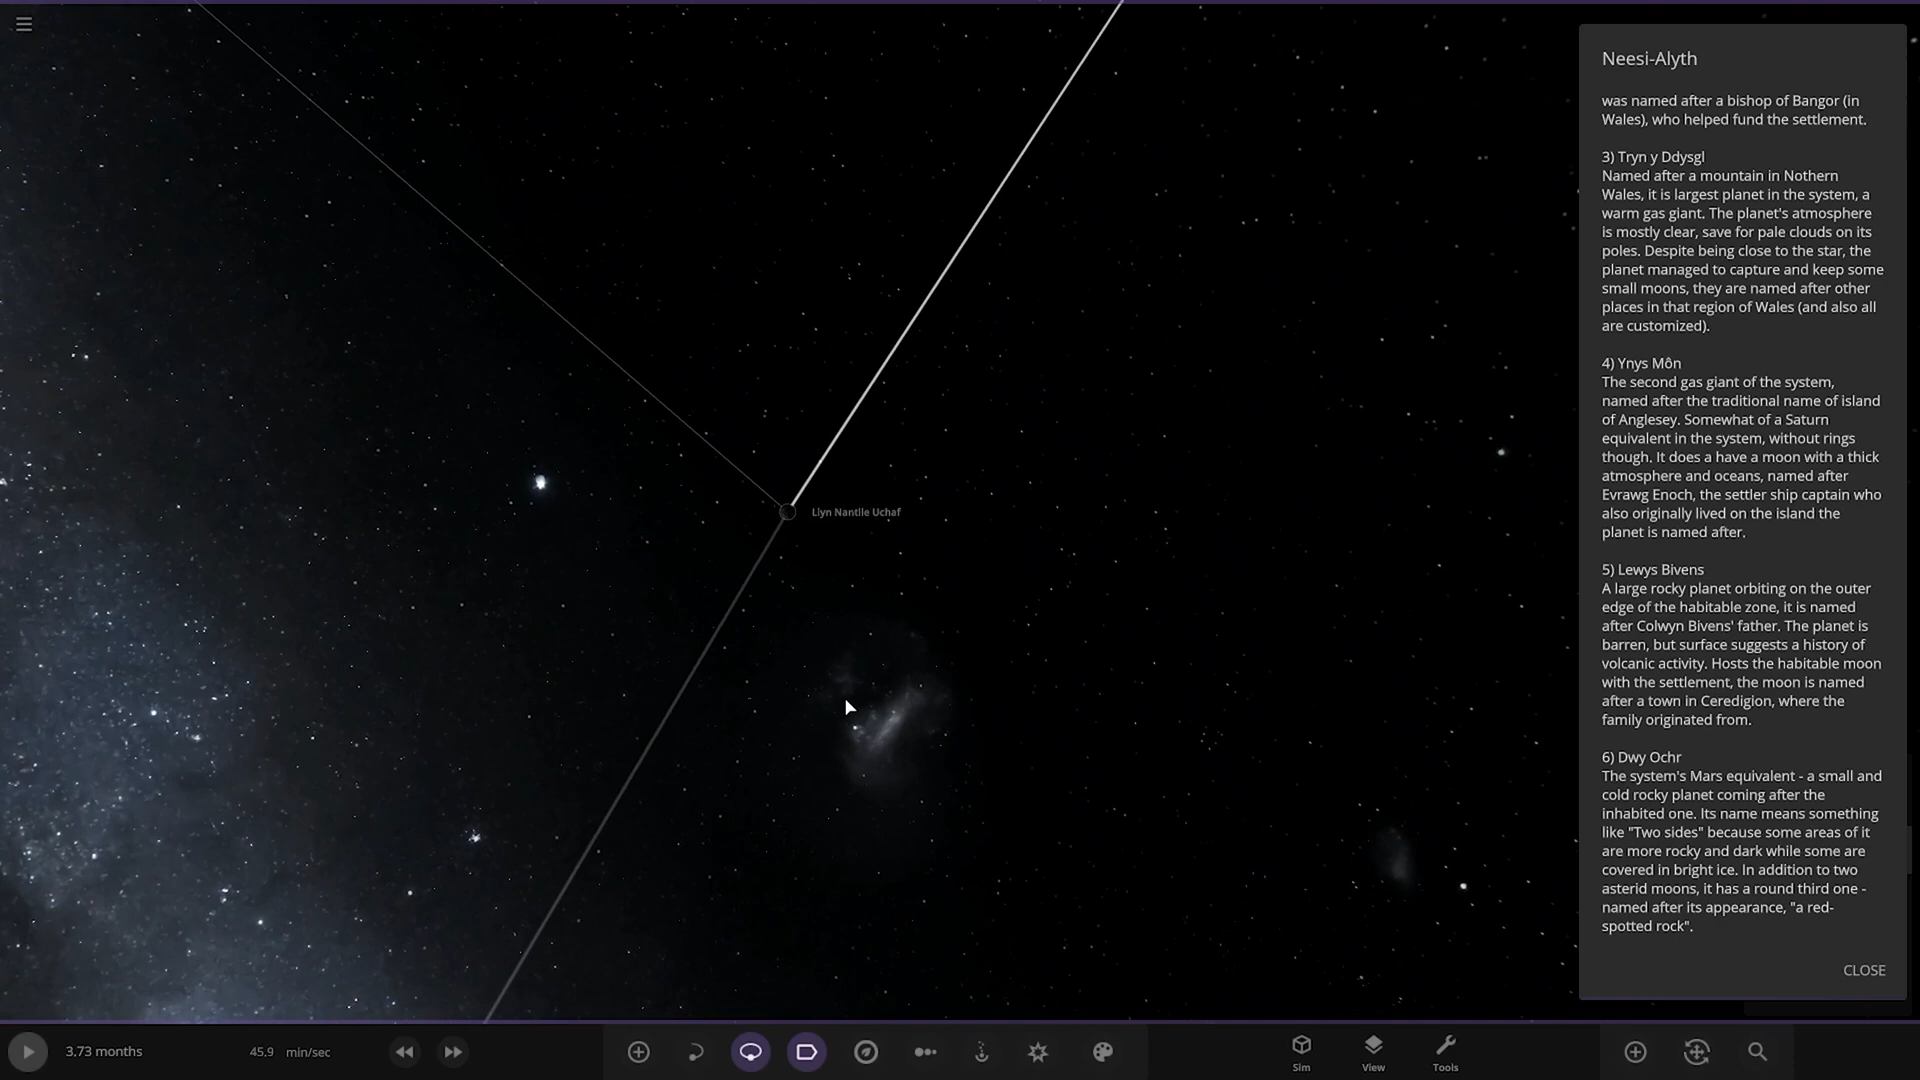 Neesi-Alyth
was named after a bishop of Bangor (in
Wales), who helped fund the settlement.
3) Tryn y Ddysgl
Named after a mountain in Nothern
Wales, it is largest planet in the system, a
warm gas giant. The planet's atmosphere
is mostly clear, save for pale clouds on its
poles. Despite being close to the star, the
planet managed to capture and keep some
small moons, they are named after other
places in that region of Wales (and also all
are customized).
4) Ynys Môn
The second gas giant of the system,
named after the traditional name of island
of Anglesey. Somewhat of a Saturn
equivalent in the system, without rings
though. It does a have a moon with a thick
atmosphere and oceans, named after
Evrawg Enoch, the settler ship captain who
also originally lived on the island the
planet is named after.
5) Lewys Bivens
A large rocky planet orbiting on the outer
edge of the habitable zone, it is named
after Colwyn Bivens' father. The planet is
barren, but surface suggests a history of
volcanic activity. Hosts the habitable moon
with the settlement, the moon is named
after a town in Ceredigion, where the
family originated from.
6) Dwy Ochr
The system's Mars equivalent - a small and
cold rocky planet coming after the
inhabited one. Its name means something
like "Two sides" because some areas of it
are more rocky and dark while some are
covered in bright ice. In addition to two
asterid moons, it has a round third one -
named after its appearance, "a red-
spotted rock".
CLOSE
Llyn Nantlle Uchaf
3.73 months
45.9 min/sec
Sim
View
Tools